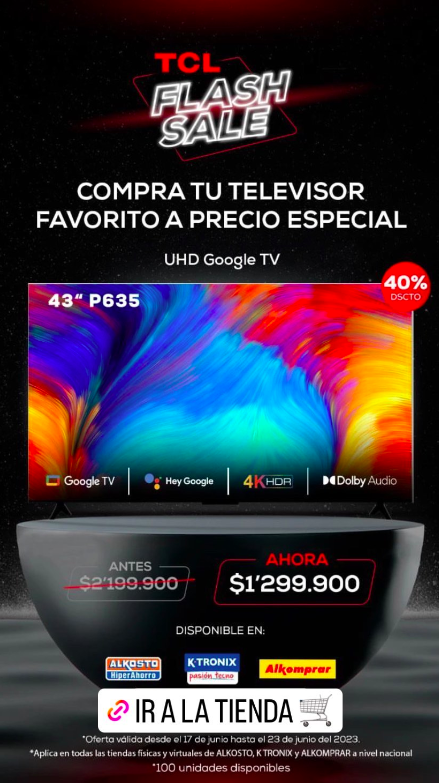 TCL
FLASH
SALE
COMPRA TU TELEVISOR
FAVORITO A PRECIO ESPECIAL
UHD Google TV
40%
DSCTO
43" P635
Google TV
Hey Google
4K HDR
Dolby Audio
ANTES
$2'199.900
AHORA
$1'299.900
DISPONIBLE EN:
ALKOSTO
HiperAhorro
K·TRONIX
pasión tecno
Alkomprar
IR A LA TIENDA
*Oferta válida desde el 17 de junio hasta el 23 de junio del 2023.
*Aplica en todas las tiendas físicas y virtuales de ALKOSTO, K TRONIX y ALKOMPRAR a nivel nacional
*100 unidades disponibles